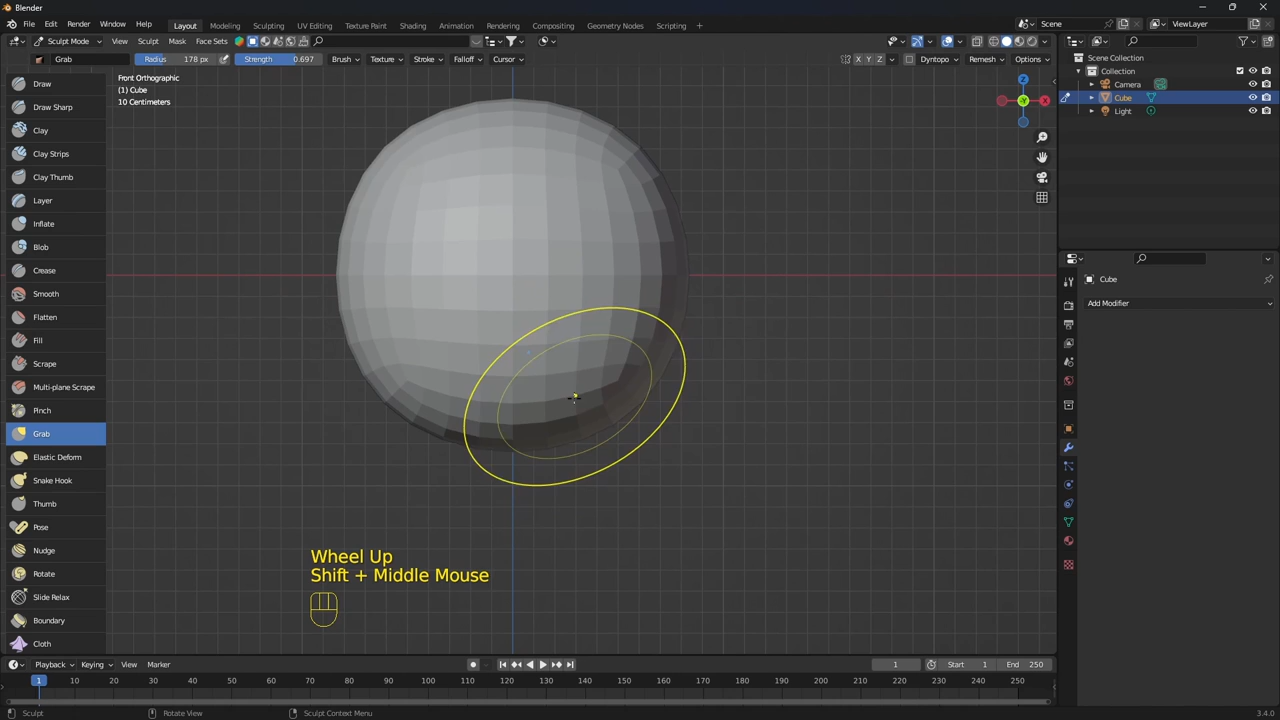 Blender
File Edit Render Window Help Layout Modeling Sculpting UV Editing Texture Paint Shading Animation Rendering Compositing Geometry Nodes Scripting + Scene ViewLayer
Sculpt Mode View Sculpt Mask Face Sets
Grab Radius 178 px Strength 0.697 Brush Texture Stroke Falloff Cursor X Y Z Dyntopo Remesh Options
Front Orthographic
(1) Cube
10 Centimeters
Draw
Draw Sharp
Clay
Clay Strips
Clay Thumb
Layer
Inflate
Blob
Crease
Smooth
Flatten
Fill
Scrape
Multi-plane Scrape
Pinch
Grab
Elastic Deform
Snake Hook
Thumb
Pose
Nudge
Rotate
Slide Relax
Boundary
Cloth
Wheel Up
Shift + Middle Mouse
Z
Y
X
Scene Collection
Collection
Camera
Cube
Light
Cube
Add Modifier
Playback Keying View Marker 1 Start 1 End 250
1 10 20 30 40 50 60 70 80 90 100 110 120 130 140 150 160 170 180 190 200 210 220 230 240 250
Sculpt Rotate View Sculpt Context Menu 3.4.0